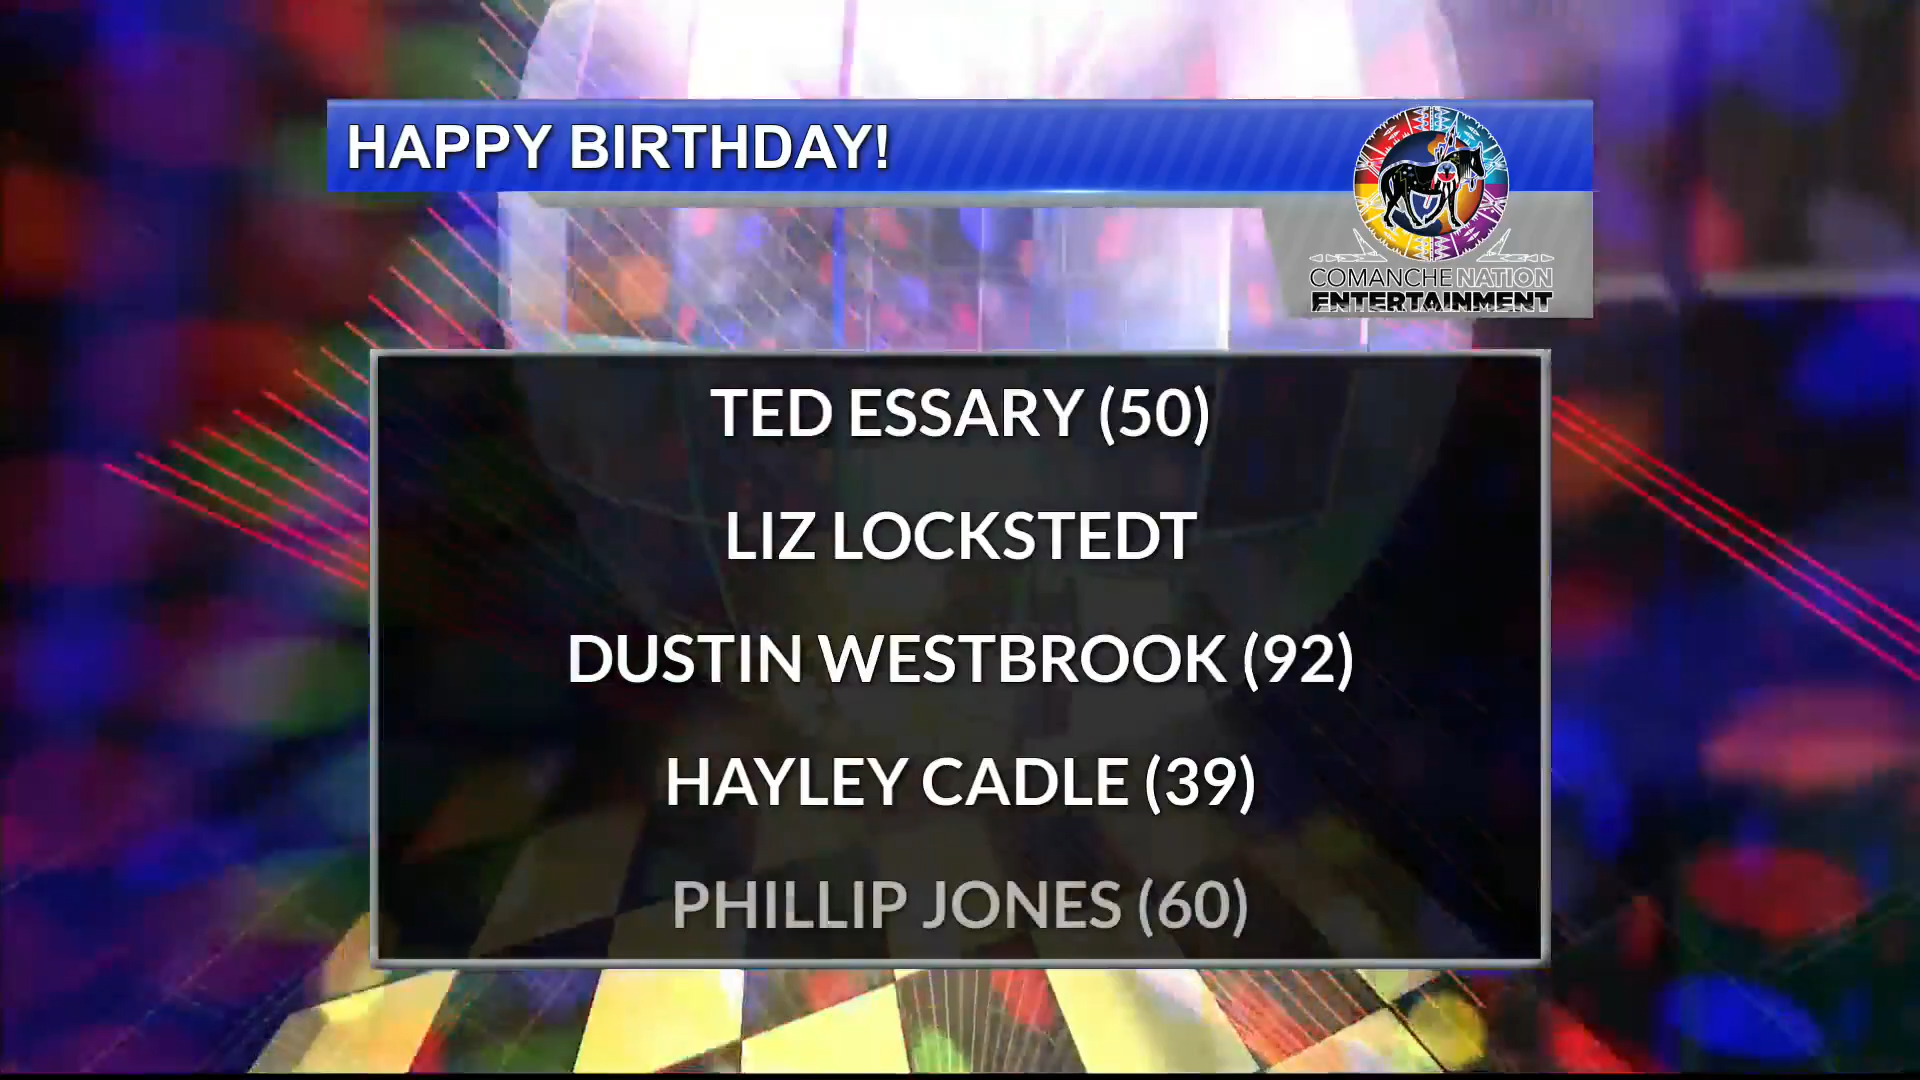 HAPPY BIRTHDAY!
COMANCHE NATION
ENTERTAINMENT
TED ESSARY (50)
LIZ LOCKSTEDT
DUSTIN WESTBROOK (92)
HAYLEY CADLE (39)
PHILLIP JONES (60)